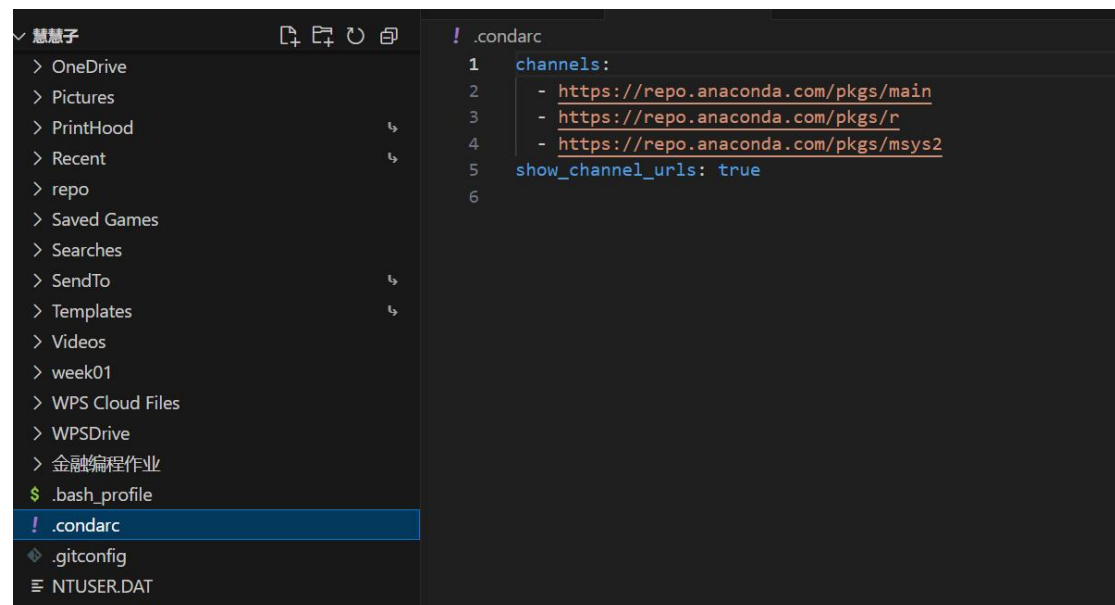 慧慧子
OneDrive
Pictures
PrintHood
Recent
repo
Saved Games
Searches
SendTo
Templates
Videos
week01
WPS Cloud Files
WPSDrive
金融编程作业
$ .bash_profile
! .condarc
.gitconfig
NTUSER.DAT
! .condarc
1 channels:
2 - https://repo.anaconda.com/pkgs/main
3 - https://repo.anaconda.com/pkgs/r
4 - https://repo.anaconda.com/pkgs/msys2
5 show_channel_urls: true
6